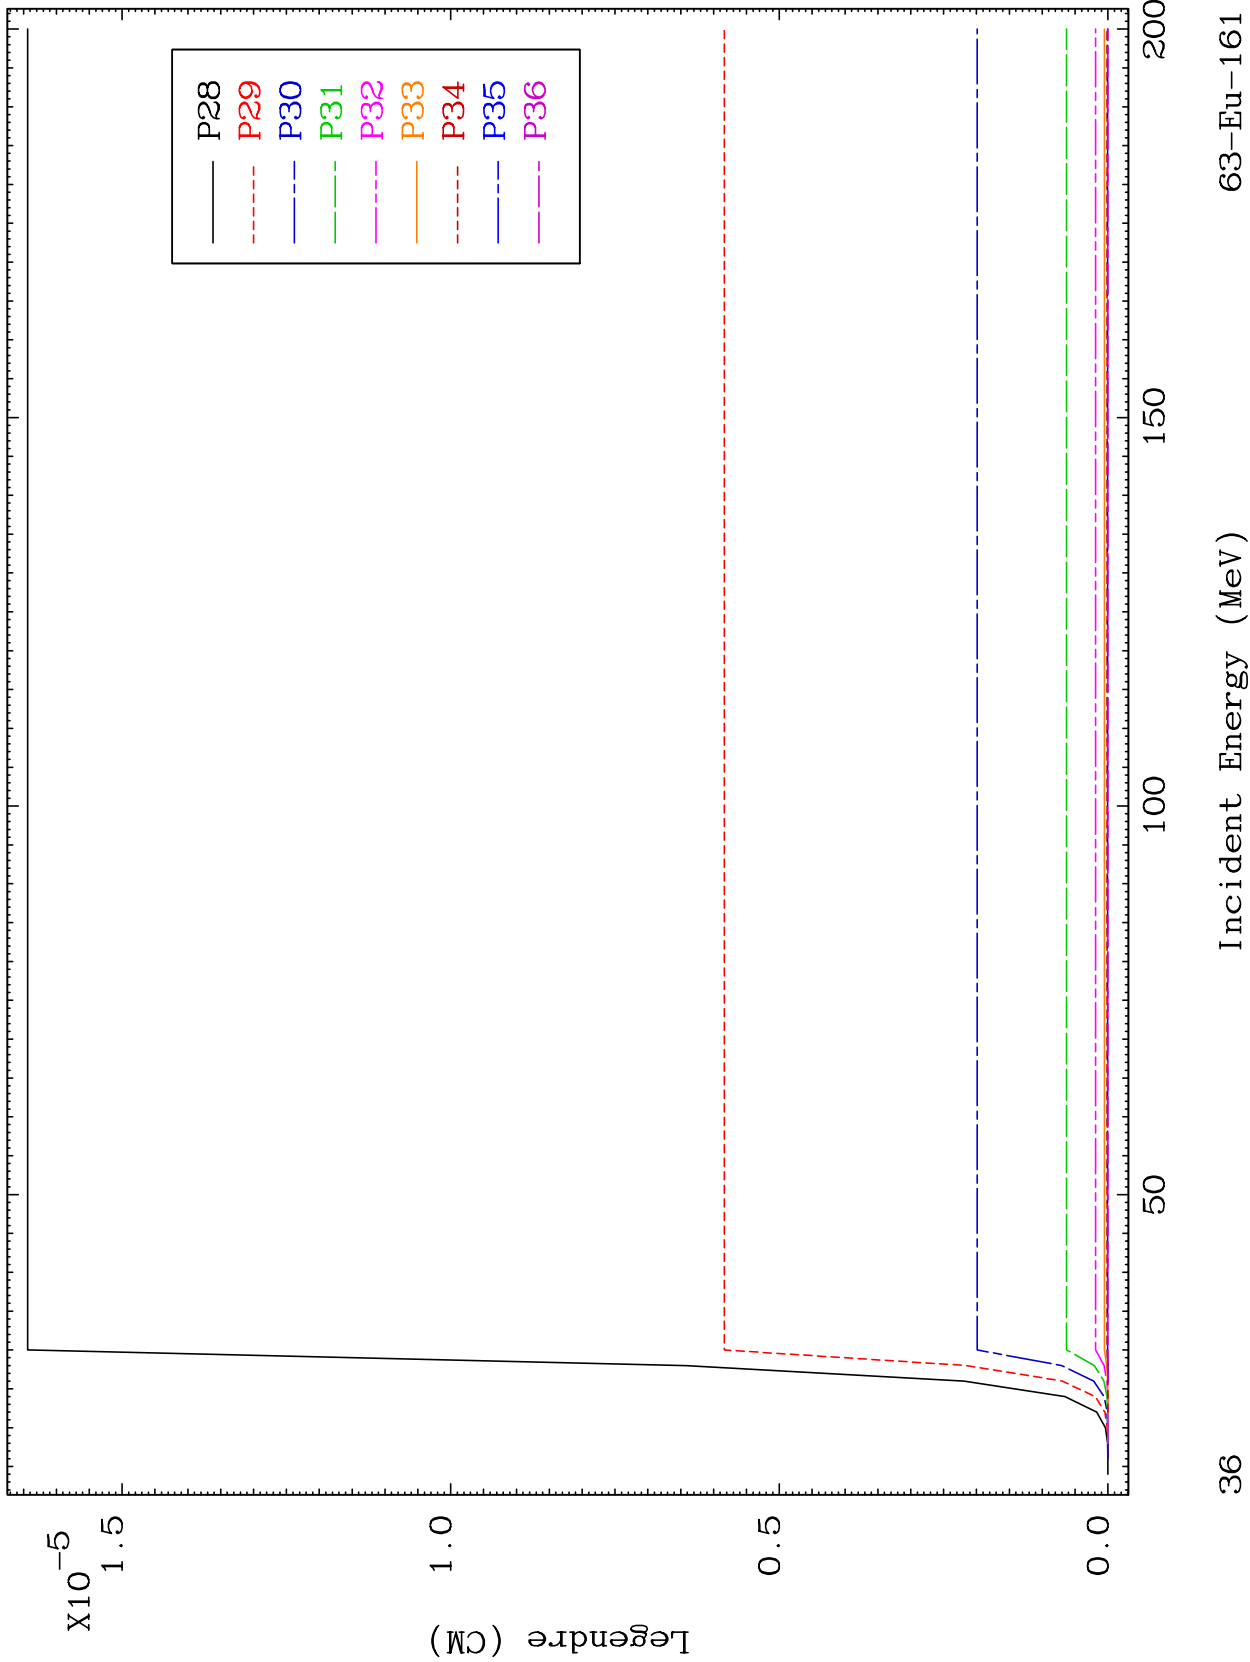 X10-5
1.5
1.0
0.5
0.0
Legendre (CM)
P28
P29
P30
P31
P32
P33
P34
P35
P36
50
100
150
200
Incident Energy (MeV)
36
63-Eu-161